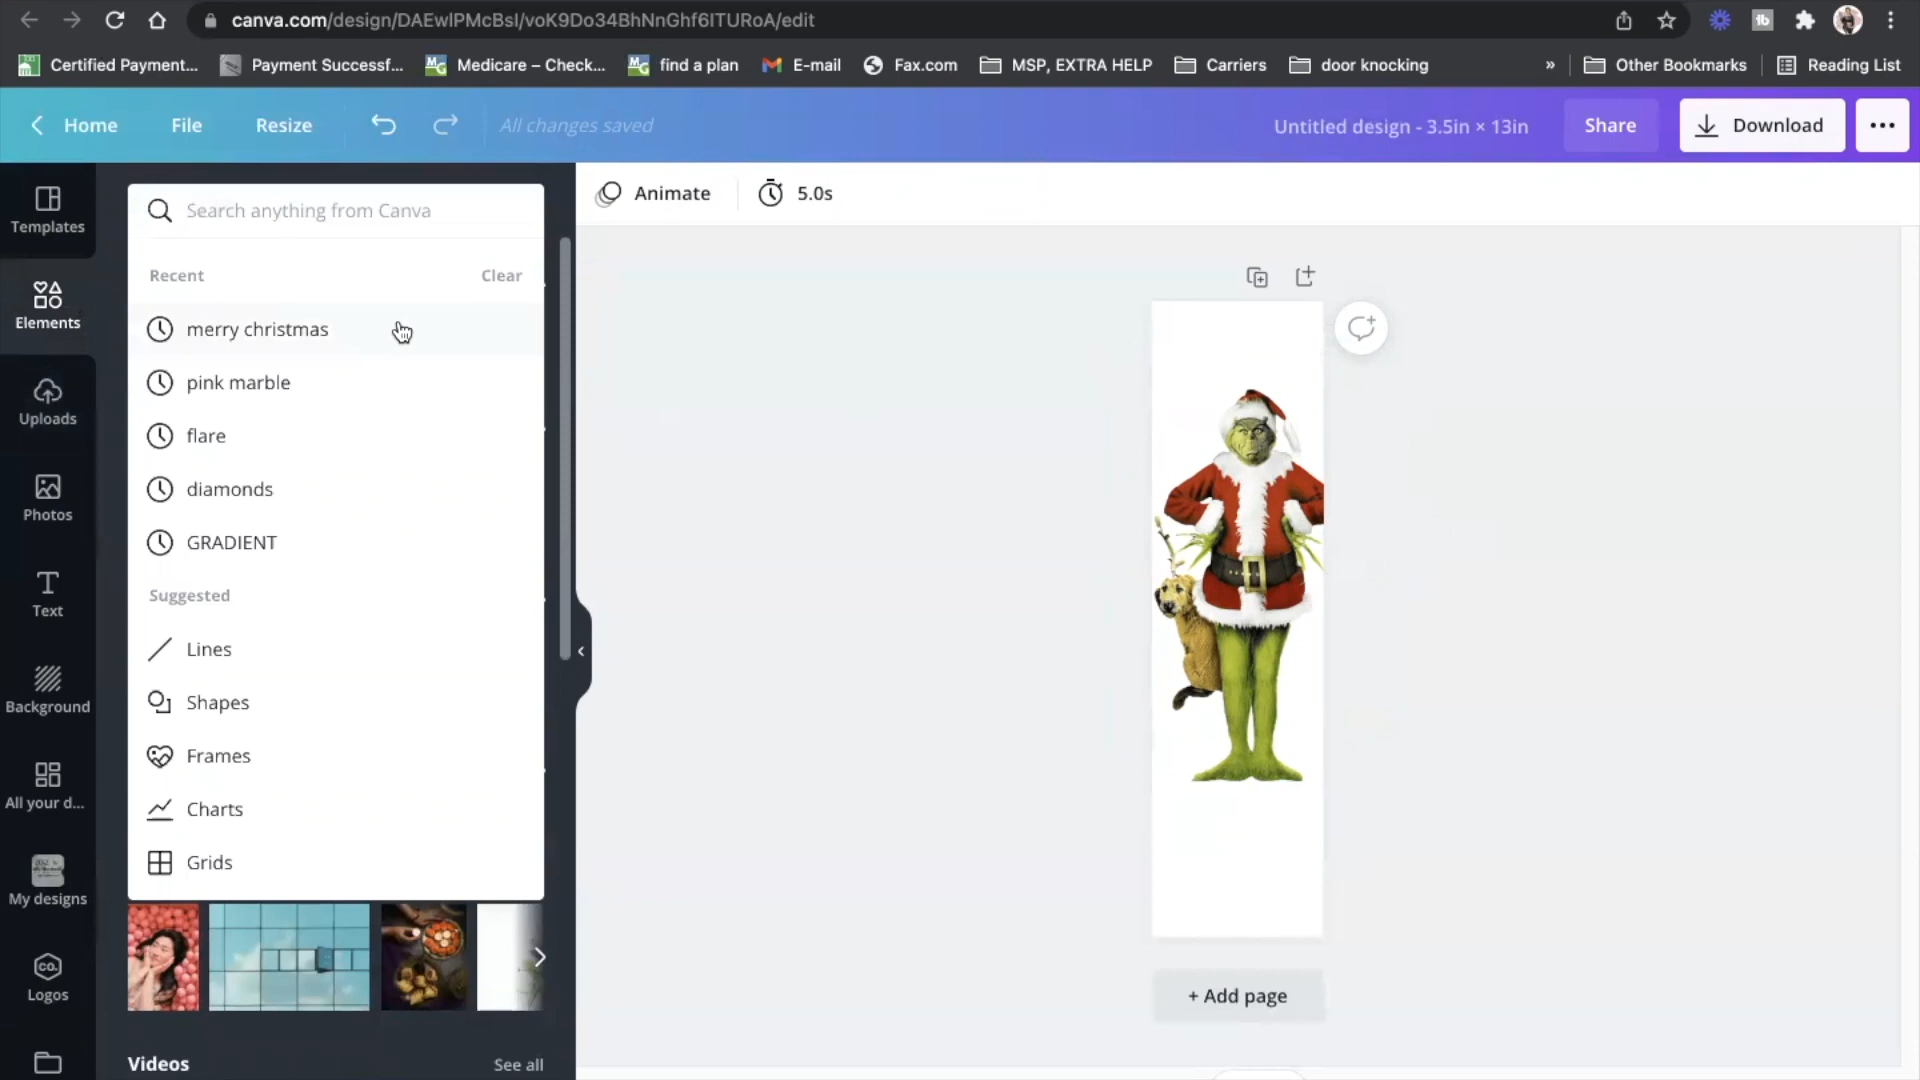 canva.com/design/DAEwlPMcBsI/voK9Do34BhNnGhf6ITURoA/edit
Certified Payment...
Payment Successf...
Medicare – Check...
find a plan
E-mail
Fax.com
MSP, EXTRA HELP
Carriers
door knocking
»
Other Bookmarks
Reading List
Home
File
Resize
All changes saved
Untitled design - 3.5in × 13in
Share
Download
Templates
Elements
Uploads
Photos
Text
Background
All your d...
My designs
CO.
Logos
Search anything from Canva
Recent
Clear
merry christmas
pink marble
flare
diamonds
GRADIENT
Suggested
Lines
Shapes
Frames
Charts
Grids
Videos
See all
Animate
5.0s
+ Add page